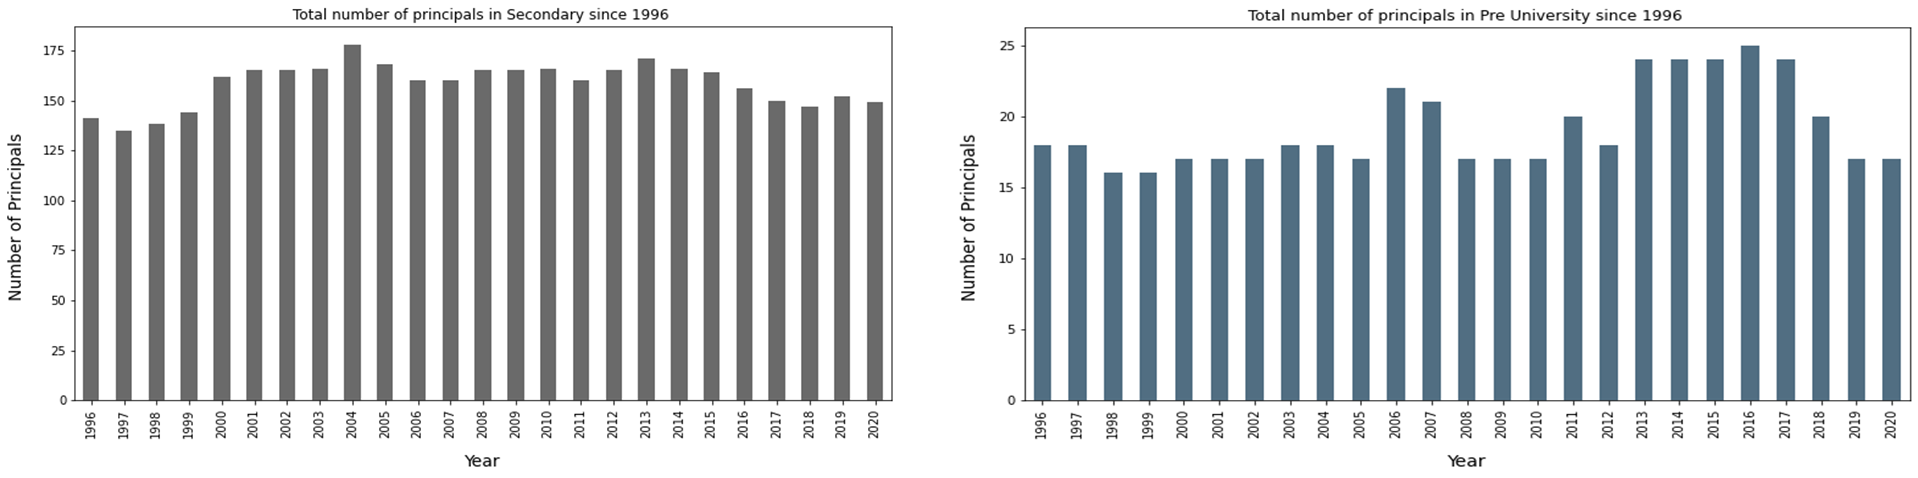 Total number of principals in Secondary since 1996
Number of Principals
175
150
125
100
75
50
25
0
1996 1997 1998 1999 2000 2001 2002 2003 2004 2005 2006 2007 2008 2009 2010 2011 2012 2013 2014 2015 2016 2017 2018 2019 2020
Year
Total number of principals in Pre University since 1996
Number of Principals
25
20
15
10
5
0
1996 1997 1998 1999 2000 2001 2002 2003 2004 2005 2006 2007 2008 2009 2010 2011 2012 2013 2014 2015 2016 2017 2018 2019 2020
Year